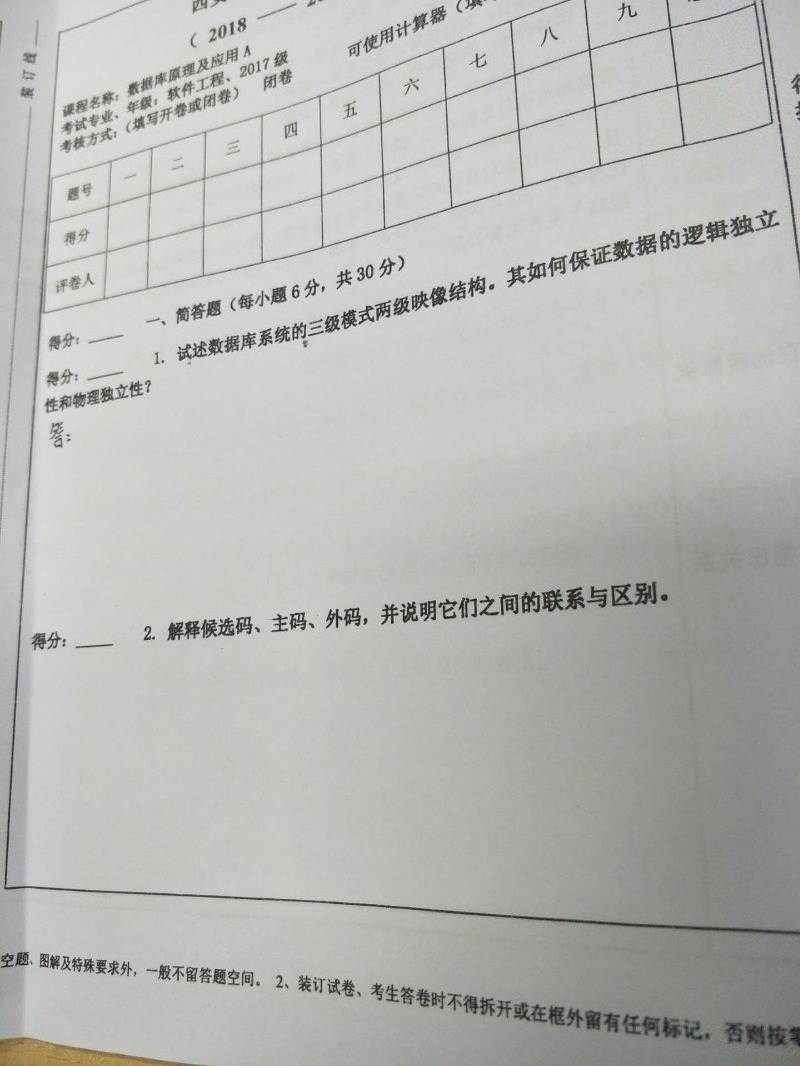 西安
( 2018 ——
课程名称：数据库原理及应用 A
考试专业、年级：软件工程、2017 级
可使用计算器（填
考核方式：（填写开卷或闭卷） 闭卷
题号 一 二 三 四 五 六 七 八 九
得分
评卷人
得分：____ 一、简答题（每小题 6 分，共 30 分）
得分：____ 1. 试述数据库系统的三级模式两级映像结构。其如何保证数据的逻辑独立
性和物理独立性？
答：
得分：____ 2. 解释候选码、主码、外码，并说明它们之间的联系与区别。
空题、图解及特殊要求外，一般不留答题空间。 2、装订试卷、考生答卷时不得拆开或在框外留有任何标记，否则按
装订线